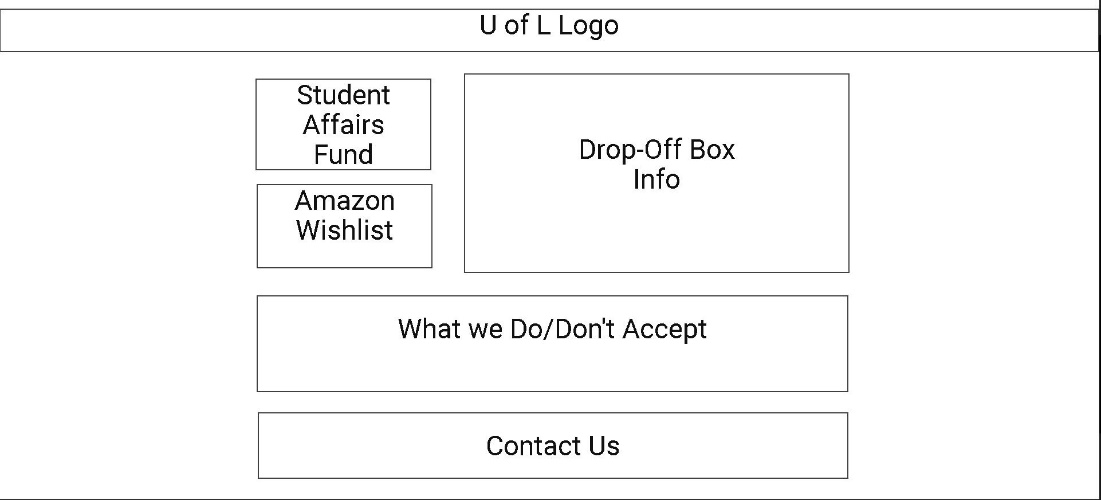 U of L Logo
Student
Affairs
Fund
Amazon
Wishlist
Drop-Off Box
Info
What we Do/Don't Accept
Contact Us